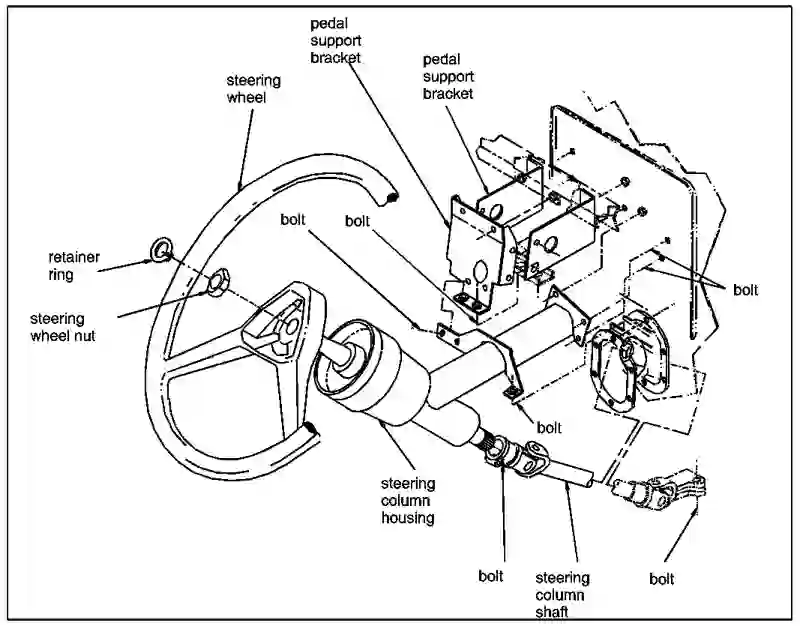 pedal
support
bracket
pedal
support
bracket
steering
wheel
bolt
bolt
retainer
ring
bolt
steering
wheel nut
bolt
steering
column
housing
bolt
steering
column
shaft
bolt